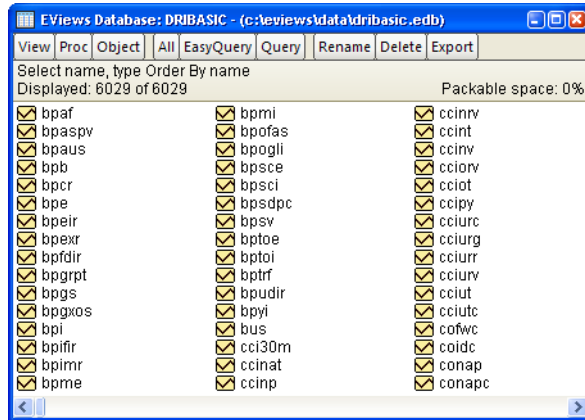 EViews Database: DRIBASIC - (c:\eviews\data\dribasic.edb)
View Proc Object All EasyQuery Query Rename Delete Export
Select name, type Order By name
Displayed: 6029 of 6029 Packable space: 0%
bpaf
bpaspv
bpaus
bpb
bpcr
bpe
bpeir
bpexr
bpfdir
bpgrpt
bpgs
bpgxos
bpi
bpifir
bpimr
bpme
bpmi
bpofas
bpogli
bpsce
bpsci
bpsdpc
bpsv
bptoe
bptoi
bptrf
bpudir
bpyi
bus
cci30m
ccinat
ccinp
ccinrv
ccint
ccinv
cciorv
cciot
ccipy
cciurc
cciurg
cciurr
cciurv
cciut
cciutc
cofwc
coidc
conap
conapc